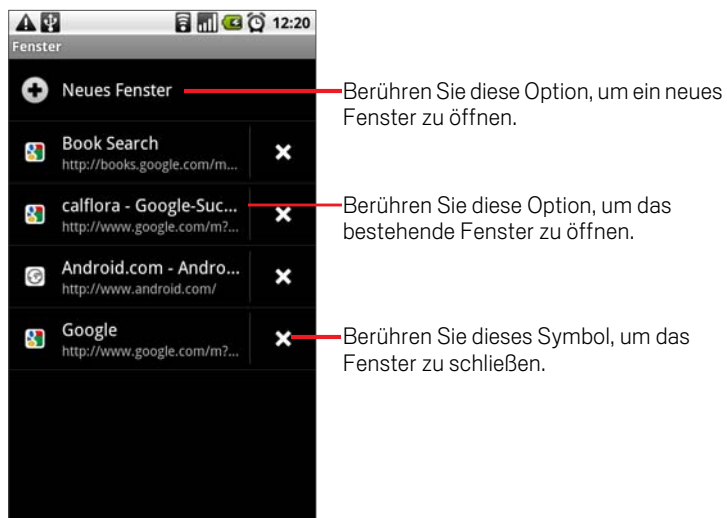 12:20
Fenster
Neues Fenster
Berühren Sie diese Option, um ein neues
Fenster zu öffnen.
Book Search
http://books.google.com/m...
calflora - Google-Suc...
http://www.google.com/m?...
Berühren Sie diese Option, um das
bestehende Fenster zu öffnen.
Android.com - Andro...
http://www.android.com/
Google
http://www.google.com/m?...
Berühren Sie dieses Symbol, um das
Fenster zu schließen.